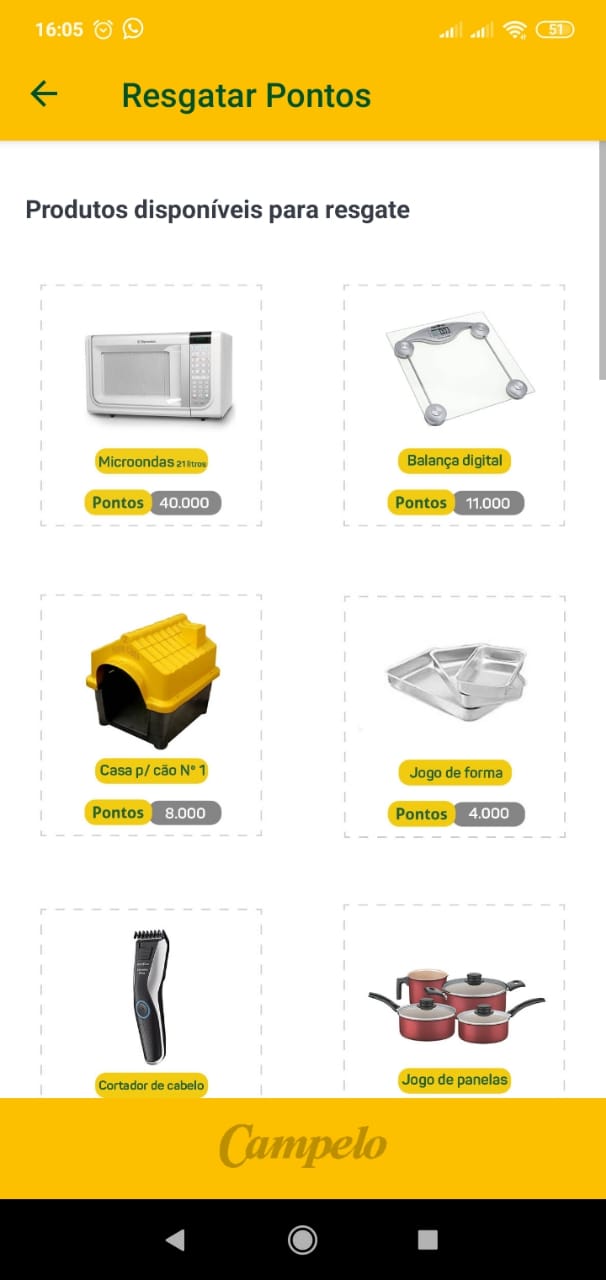 16:05
51
Resgatar Pontos
Produtos disponíveis para resgate
Microondas 21 litros
Balança digital
Pontos 40.000
Pontos 11.000
Casa p/ cão Nº 1
Jogo de forma
Pontos 8.000
Pontos 4.000
Cortador de cabelo
Jogo de panelas
Campelo